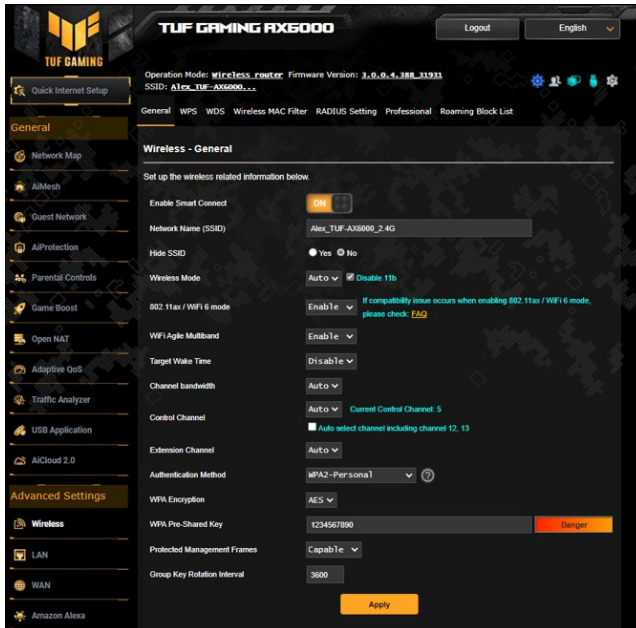 TUF GAMING
TUF GAMING AX6000
Logout
English
Quick Internet Setup
Operation Mode: Wireless router Firmware Version: 3.0.0.4.388_31931
SSID: Alex_TUF-AX6000...
General WPS WDS Wireless MAC Filter RADIUS Setting Professional Roaming Block List
General
Network Map
AiMesh
Guest Network
AiProtection
Parental Controls
Game Boost
Open NAT
Adaptive QoS
Traffic Analyzer
USB Application
AiCloud 2.0
Advanced Settings
Wireless
LAN
WAN
Amazon Alexa
Wireless - General
Set up the wireless related information below.
Enable Smart Connect ON
Network Name (SSID) Alex_TUF-AX6000_2.4G
Hide SSID Yes No
Wireless Mode Auto Disable 11b
802.11ax / WiFi 6 mode Enable If compatibility issue occurs when enabling 802.11ax / WiFi 6 mode,
please check: FAQ
WiFi Agile Multiband Enable
Target Wake Time Disable
Channel bandwidth Auto
Control Channel Auto Current Control Channel: 5
Auto select channel including channel 12, 13
Extension Channel Auto
Authentication Method WPA2-Personal ?
WPA Encryption AES
WPA Pre-Shared Key 1234567890 Danger
Protected Management Frames Capable
Group Key Rotation Interval 3600
Apply